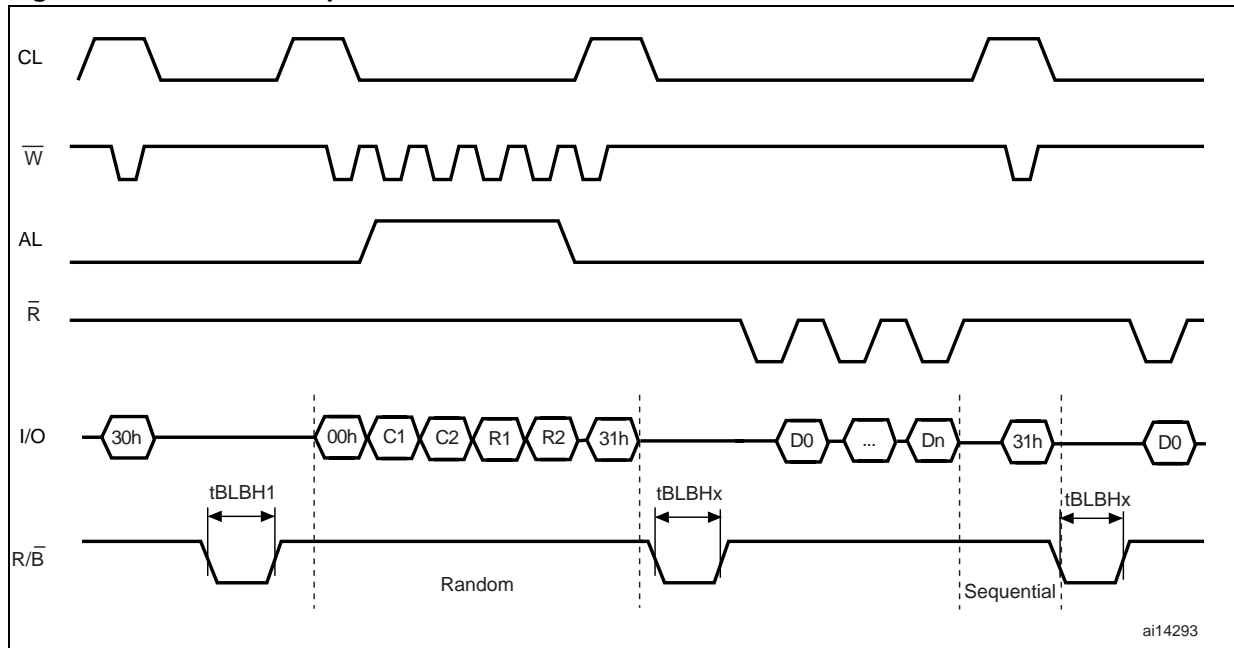 CL
W
AL
R
I/O 30h 00h C1 C2 R1 R2 31h D0 ... Dn 31h D0
tBLBH1 tBLBHx tBLBHx
R/B
Random
Sequential
ai14293